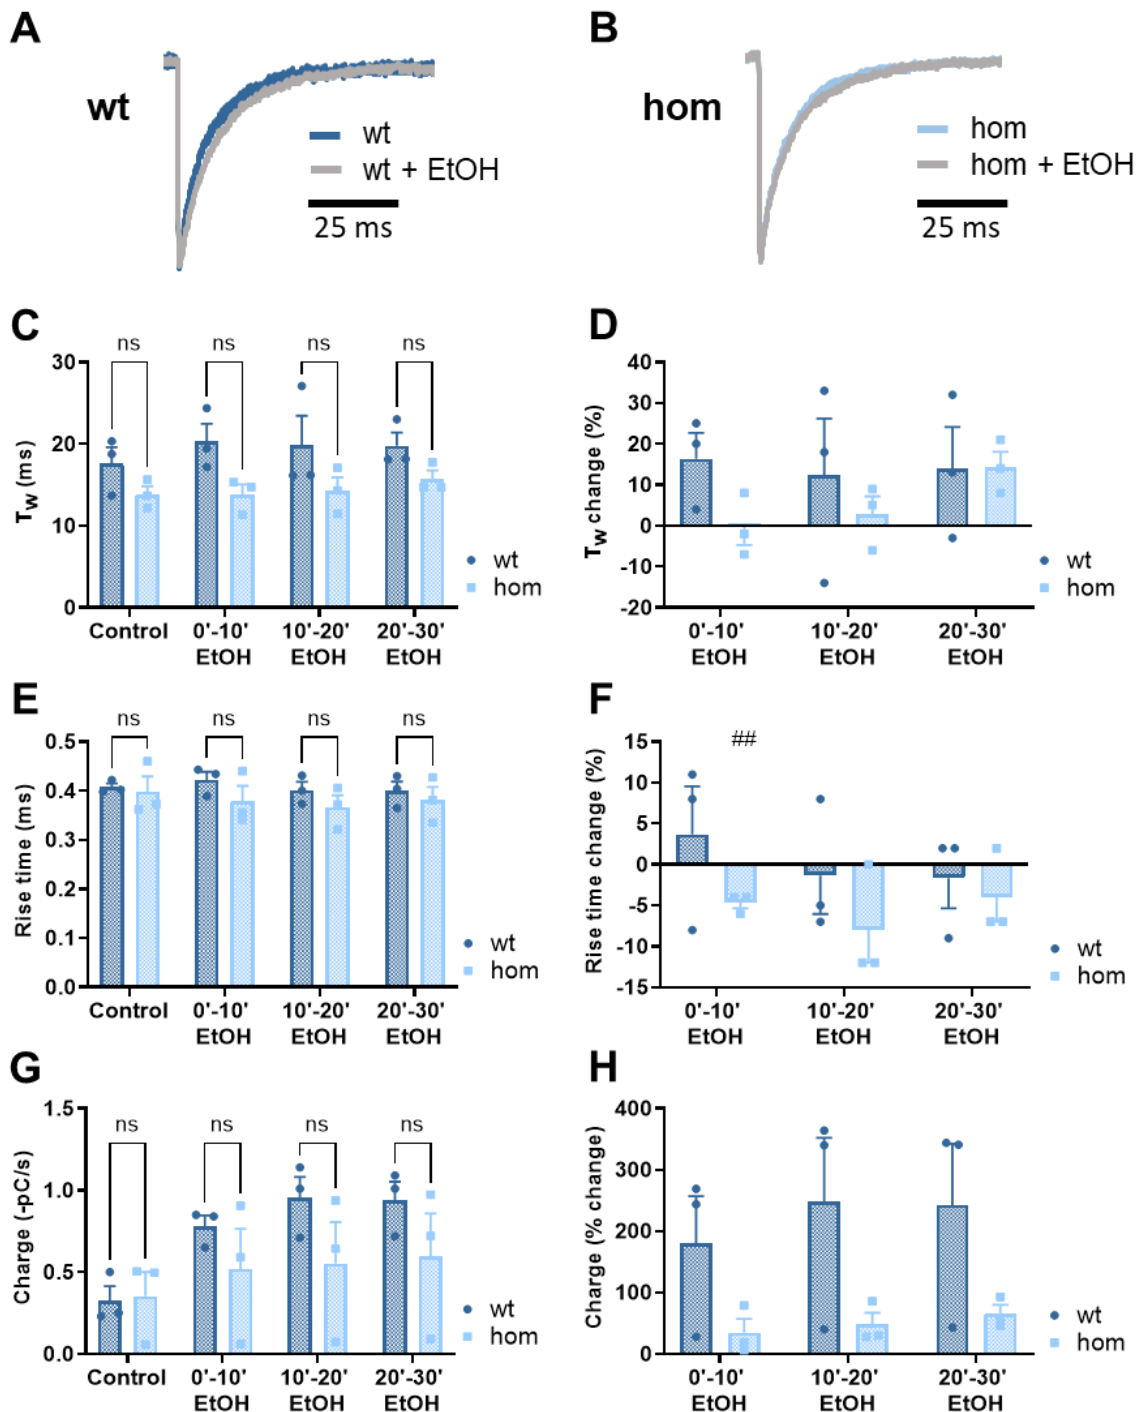 A
wt
wt
wt + EtOH
25 ms
B
hom
hom
hom + EtOH
25 ms
C
ns ns ns ns
30
20
10
0
Tw (ms)
Control 0'-10' EtOH 10'-20' EtOH 20'-30' EtOH
wt
hom
D
40
30
20
10
0
-10
-20
Tw change (%)
0'-10' EtOH 10'-20' EtOH 20'-30' EtOH
wt
hom
E
ns ns ns ns
0.5
0.4
0.3
0.2
0.1
0.0
Rise time (ms)
Control 0'-10' EtOH 10'-20' EtOH 20'-30' EtOH
wt
hom
F
##
15
10
5
0
-5
-10
-15
Rise time change (%)
0'-10' EtOH 10'-20' EtOH 20'-30' EtOH
wt
hom
G
ns ns ns ns
1.5
1.0
0.5
0.0
Charge (-pC/s)
Control 0'-10' EtOH 10'-20' EtOH 20'-30' EtOH
wt
hom
H
400
300
200
100
0
Charge (% change)
0'-10' EtOH 10'-20' EtOH 20'-30' EtOH
wt
hom